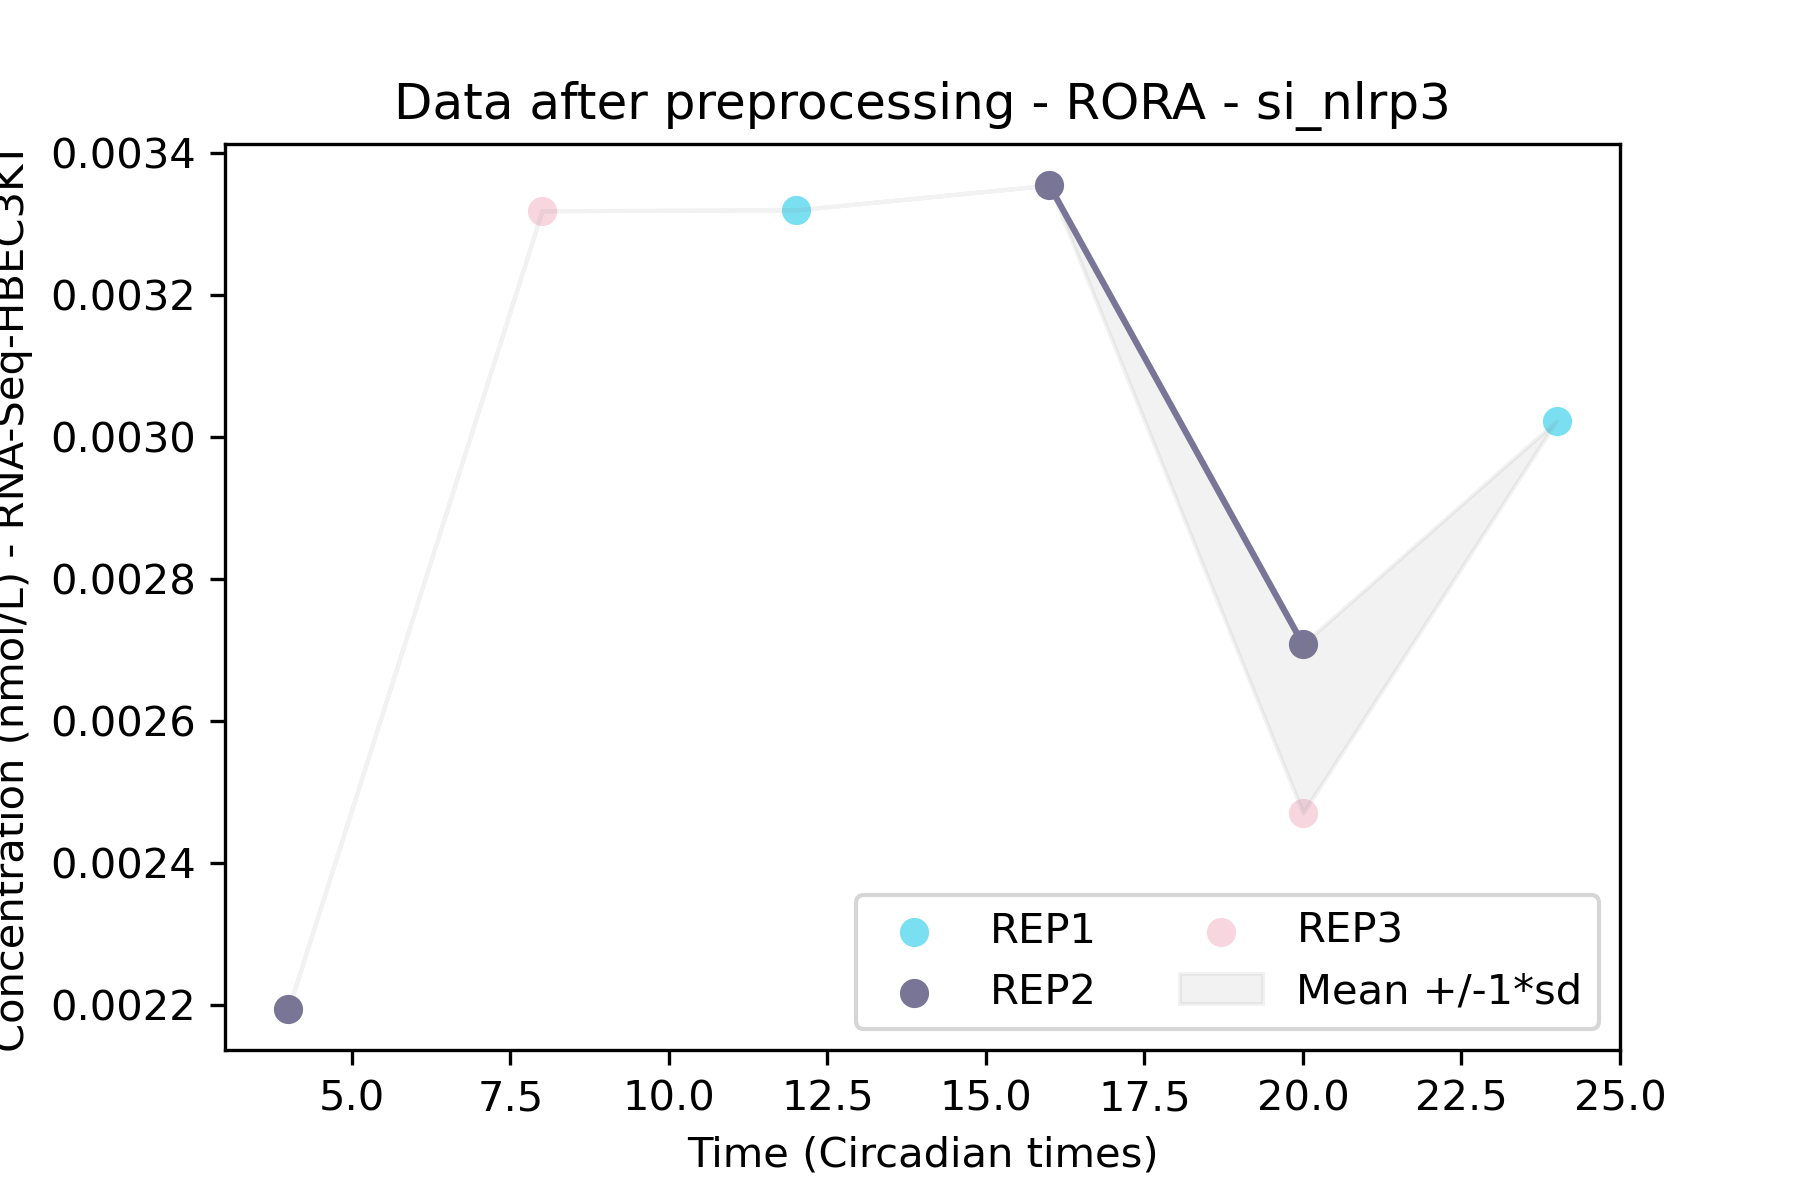 Data after preprocessing - RORA - si_nlrp3
Concentration (nmol/L) - RNA-Seq-HBEC3KT
0.0034
0.0032
0.0030
0.0028
0.0026
0.0024
0.0022
REP1
REP2
REP3
Mean +/-1*sd
5.0 7.5 10.0 12.5 15.0 17.5 20.0 22.5 25.0
Time (Circadian times)